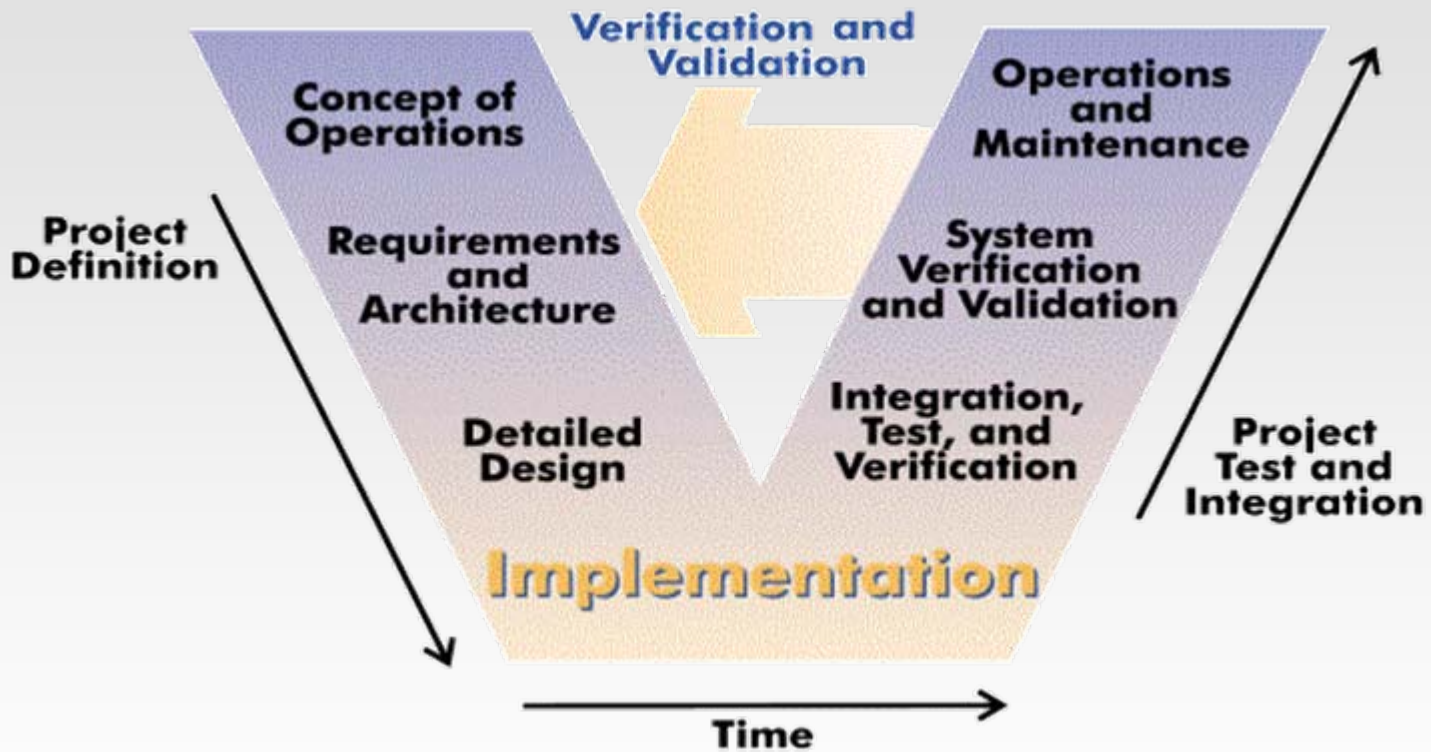 Verification and
Validation
Concept of
Operations
Operations
and
Maintenance
Project
Definition
Requirements
and
Architecture
System
Verification
and Validation
Detailed
Design
Integration,
Test, and
Verification
Project
Test and
Integration
Implementation
Time